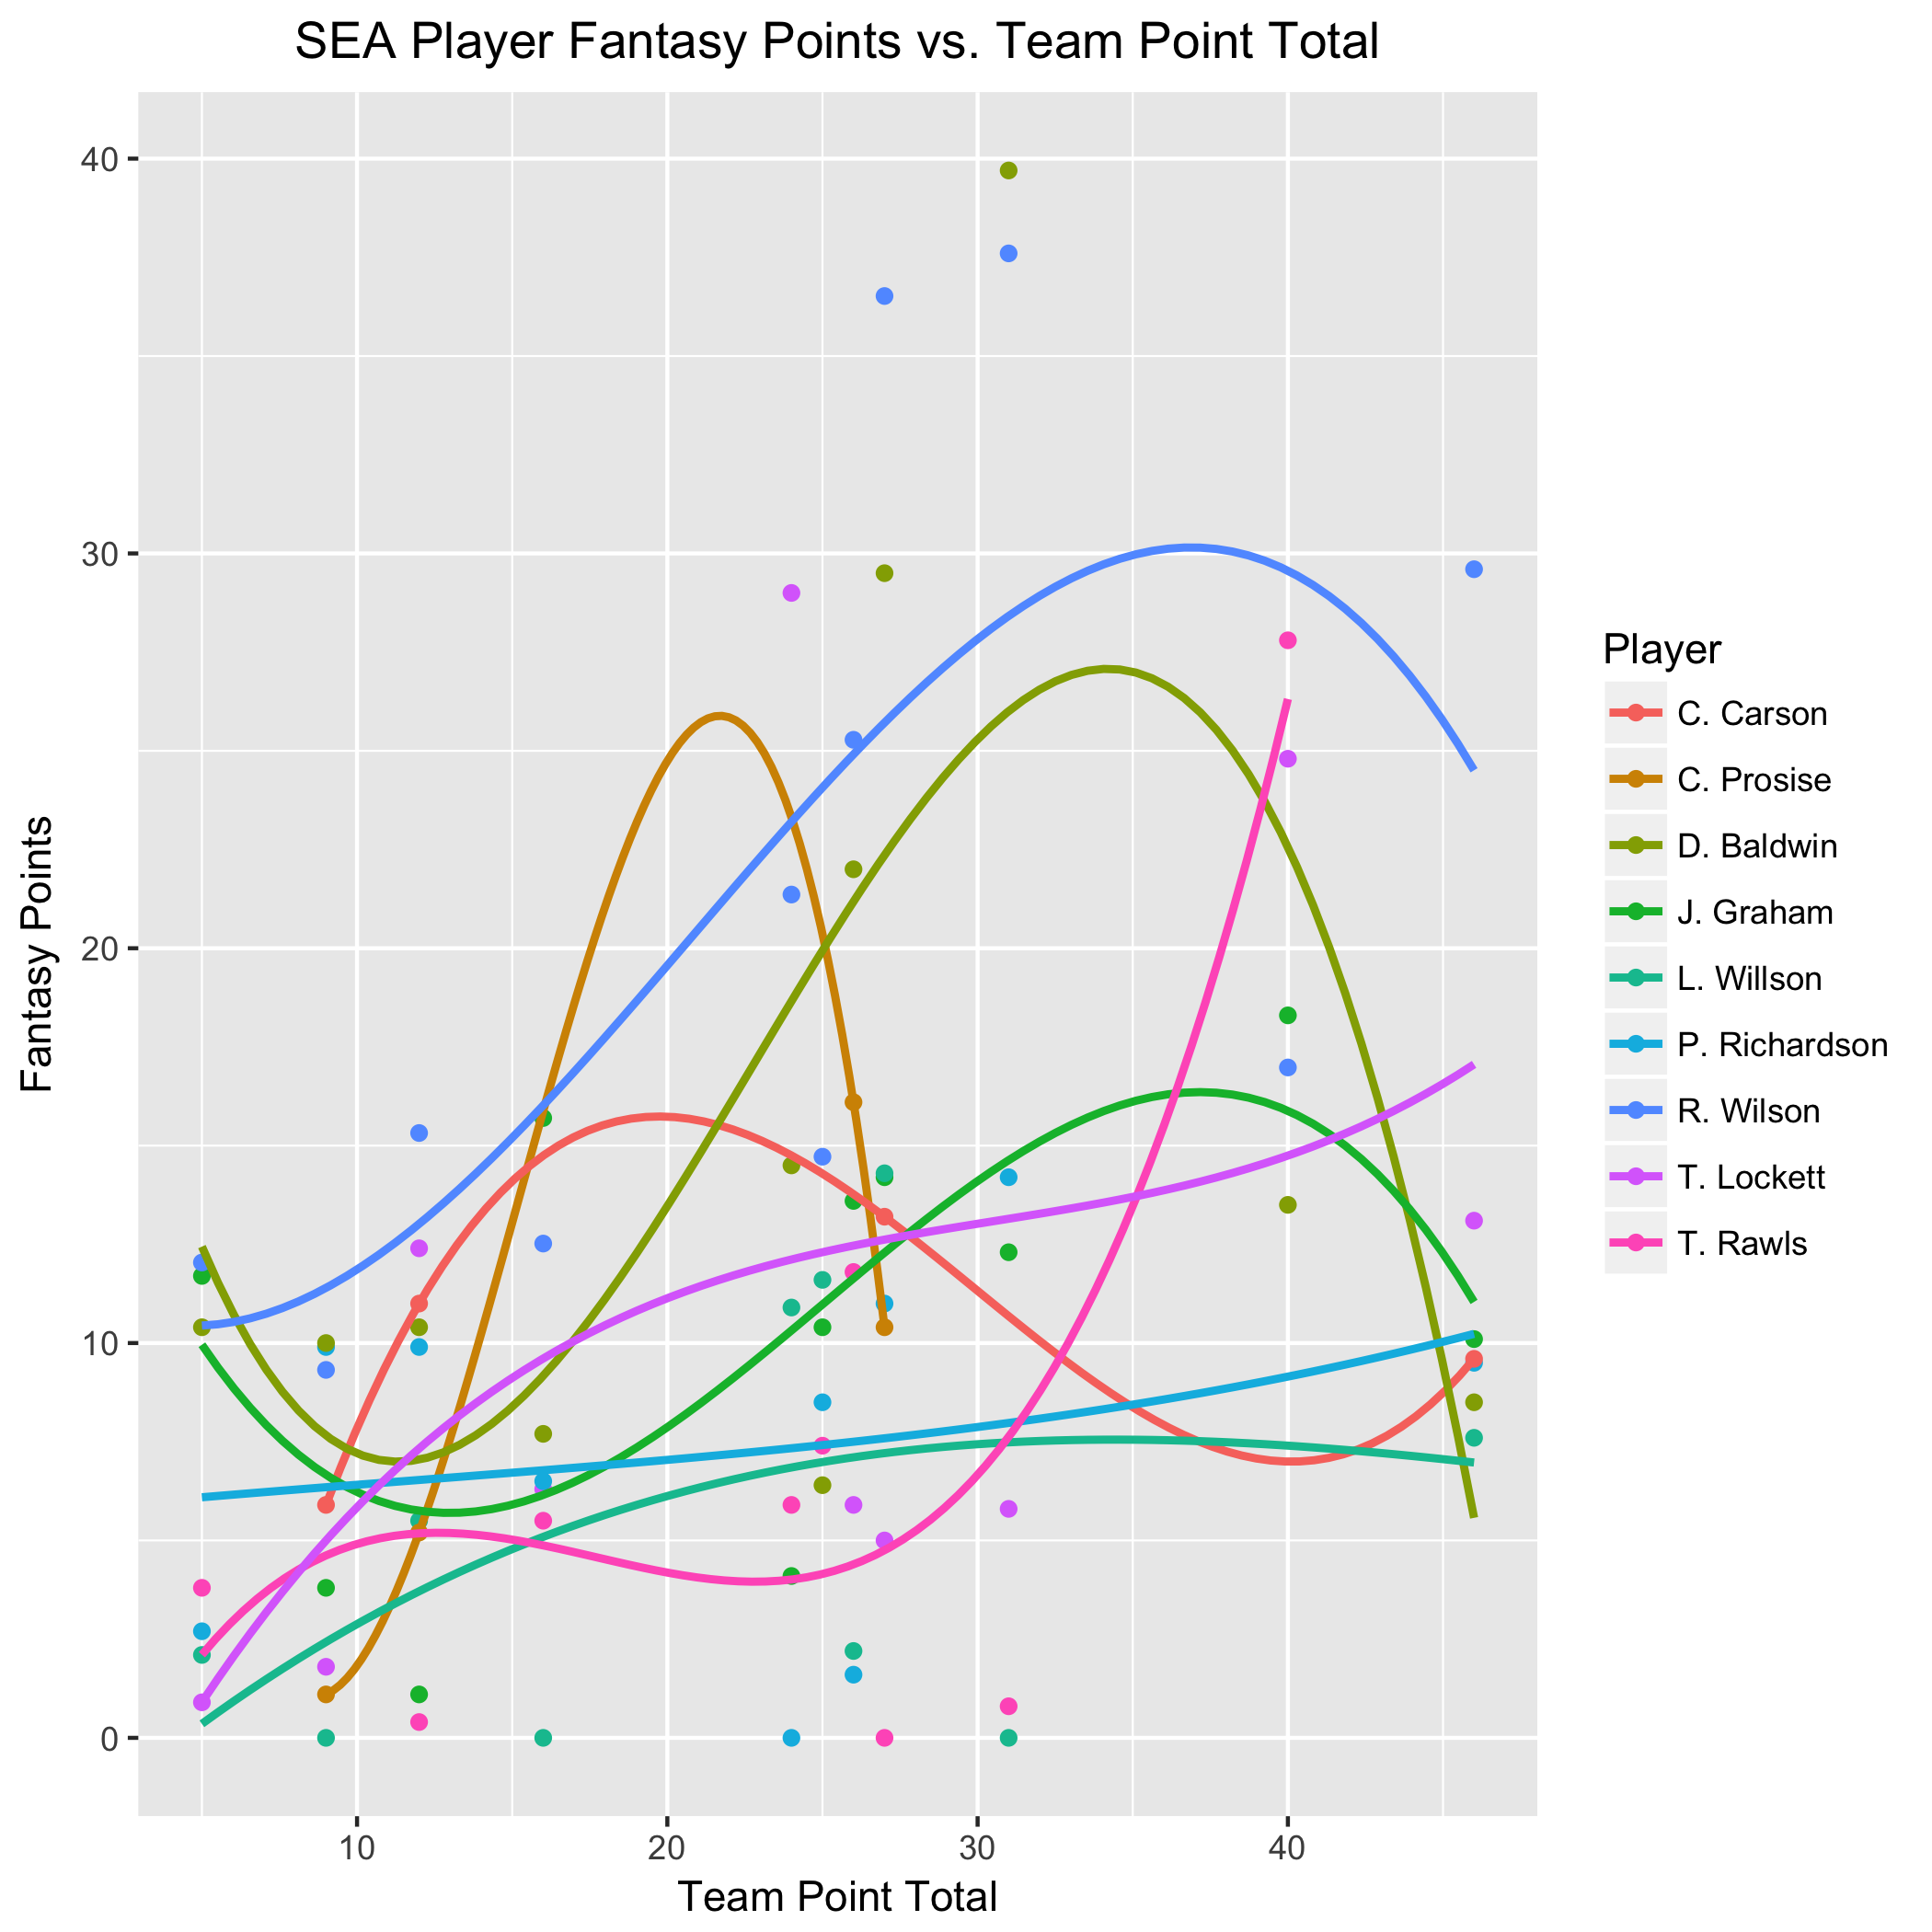 SEA Player Fantasy Points vs. Team Point Total
40
30
20
10
0
Fantasy Points
10
20
30
40
Team Point Total
Player
C. Carson
C. Prosise
D. Baldwin
J. Graham
L. Willson
P. Richardson
R. Wilson
T. Lockett
T. Rawls